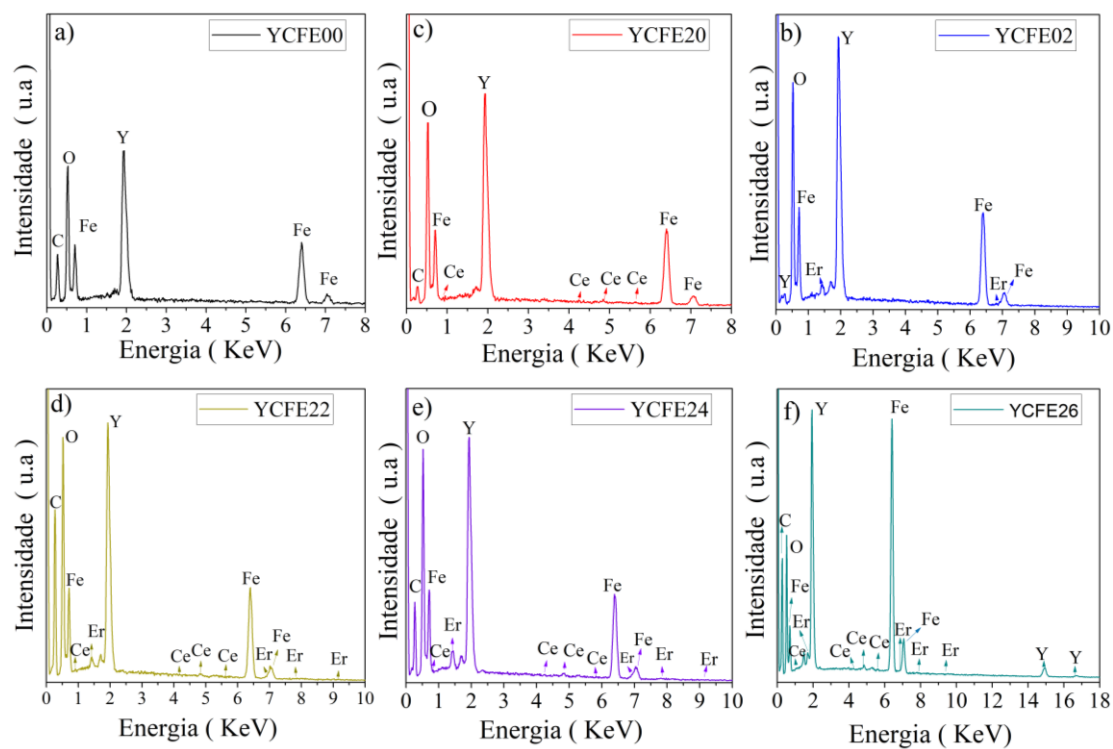 a)
YCFE00
Intensidade ( u.a)
C
O
Fe
Y
Fe
Fe
0 1 2 3 4 5 6 7 8
Energia ( KeV)
c)
YCFE20
Intensidade ( u.a)
C
O
Fe
Ce
Y
Ce
Ce
Ce
Fe
Fe
0 1 2 3 4 5 6 7 8
Energia ( KeV)
b)
YCFE02
Intensidade ( u.a)
Y
O
Fe
Er
Y
Fe
Er
Fe
0 1 2 3 4 5 6 7 8 9 10
Energia ( KeV)
d)
YCFE22
Intensidade ( u.a)
C
O
Fe
Ce
Er
Y
Ce
Ce
Ce
Fe
Er
Fe
Er
Er
0 1 2 3 4 5 6 7 8 9 10
Energia ( KeV)
e)
YCFE24
Intensidade ( u.a)
C
O
Fe
Ce
Er
Y
Ce
Ce
Ce
Fe
Er
Fe
Er
Er
0 1 2 3 4 5 6 7 8 9 10
Energia ( KeV)
f)
YCFE26
Intensidade ( u.a)
C
O
Fe
Er
Ce
Y
Ce
Ce
Ce
Fe
Er
Fe
Er
Er
Y
Y
0 2 4 6 8 10 12 14 16 18
Energia ( KeV)